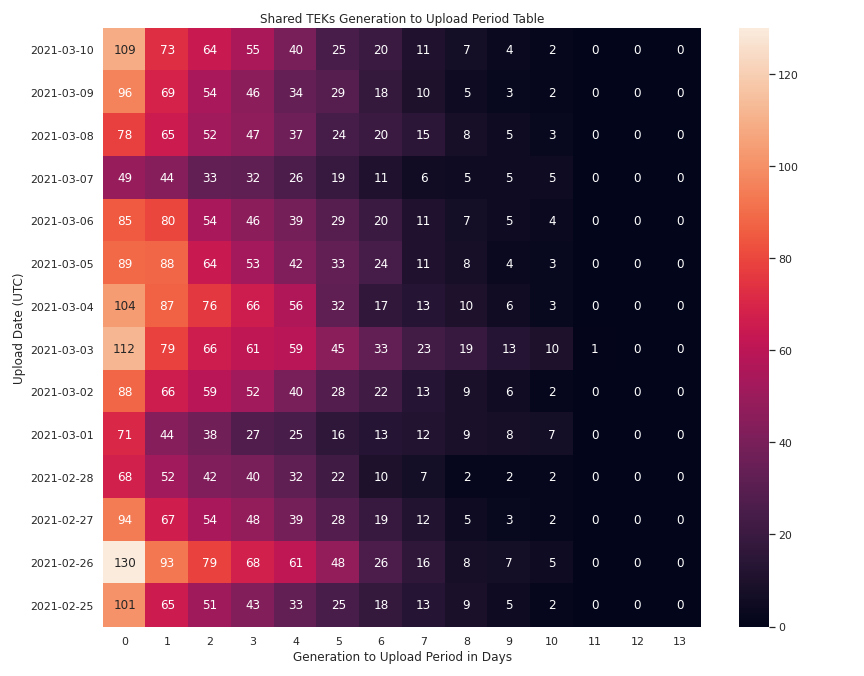 Shared TEKs Generation to Upload Period Table
Upload Date (UTC)
2021-03-10 109 73 64 55 40 25 20 11 7 4 2 0 0 0
2021-03-09 96 69 54 46 34 29 18 10 5 3 2 0 0 0
2021-03-08 78 65 52 47 37 24 20 15 8 5 3 0 0 0
2021-03-07 49 44 33 32 26 19 11 6 5 5 5 0 0 0
2021-03-06 85 80 54 46 39 29 20 11 7 5 4 0 0 0
2021-03-05 89 88 64 53 42 33 24 11 8 4 3 0 0 0
2021-03-04 104 87 76 66 56 32 17 13 10 6 3 0 0 0
2021-03-03 112 79 66 61 59 45 33 23 19 13 10 1 0 0
2021-03-02 88 66 59 52 40 28 22 13 9 6 2 0 0 0
2021-03-01 71 44 38 27 25 16 13 12 9 8 7 0 0 0
2021-02-28 68 52 42 40 32 22 10 7 2 2 2 0 0 0
2021-02-27 94 67 54 48 39 28 19 12 5 3 2 0 0 0
2021-02-26 130 93 79 68 61 48 26 16 8 7 5 0 0 0
2021-02-25 101 65 51 43 33 25 18 13 9 5 2 0 0 0
0 1 2 3 4 5 6 7 8 9 10 11 12 13
Generation to Upload Period in Days
120
100
80
60
40
20
0